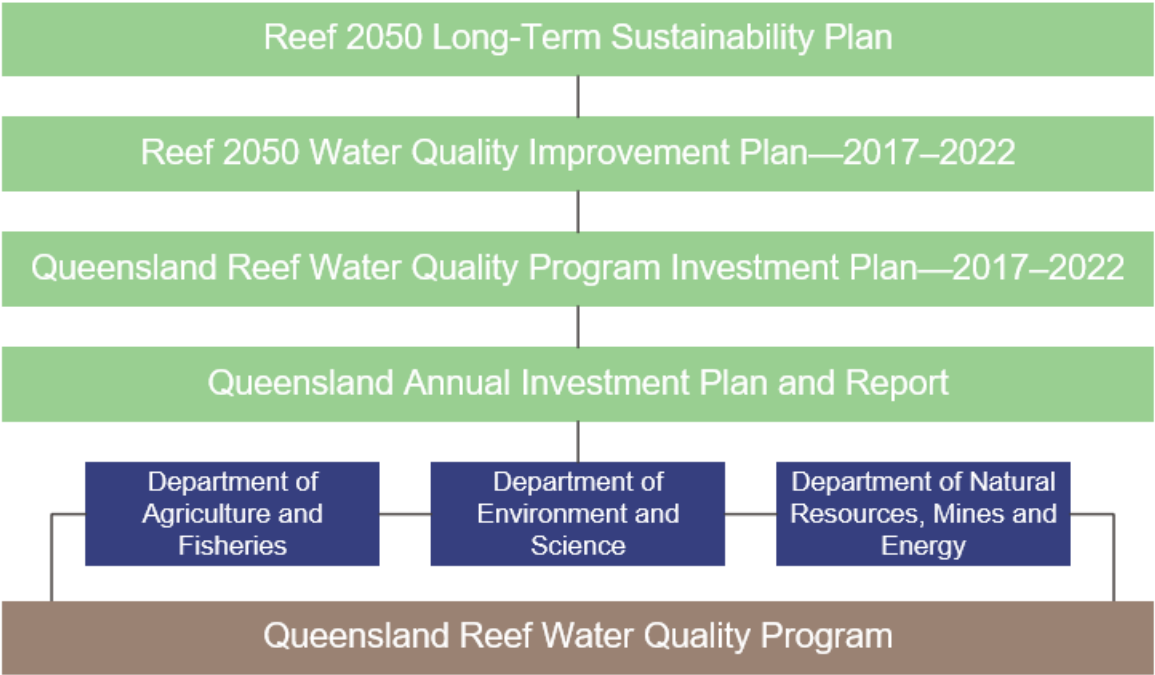 Reef 2050 Long-Term Sustainability Plan
Reef 2050 Water Quality Improvement Plan—2017–2022
Queensland Reef Water Quality Program Investment Plan—2017–2022
Queensland Annual Investment Plan and Report
Department of
Agriculture and
Fisheries
Department of
Environment and
Science
Department of Natural
Resources, Mines and
Energy
Queensland Reef Water Quality Program